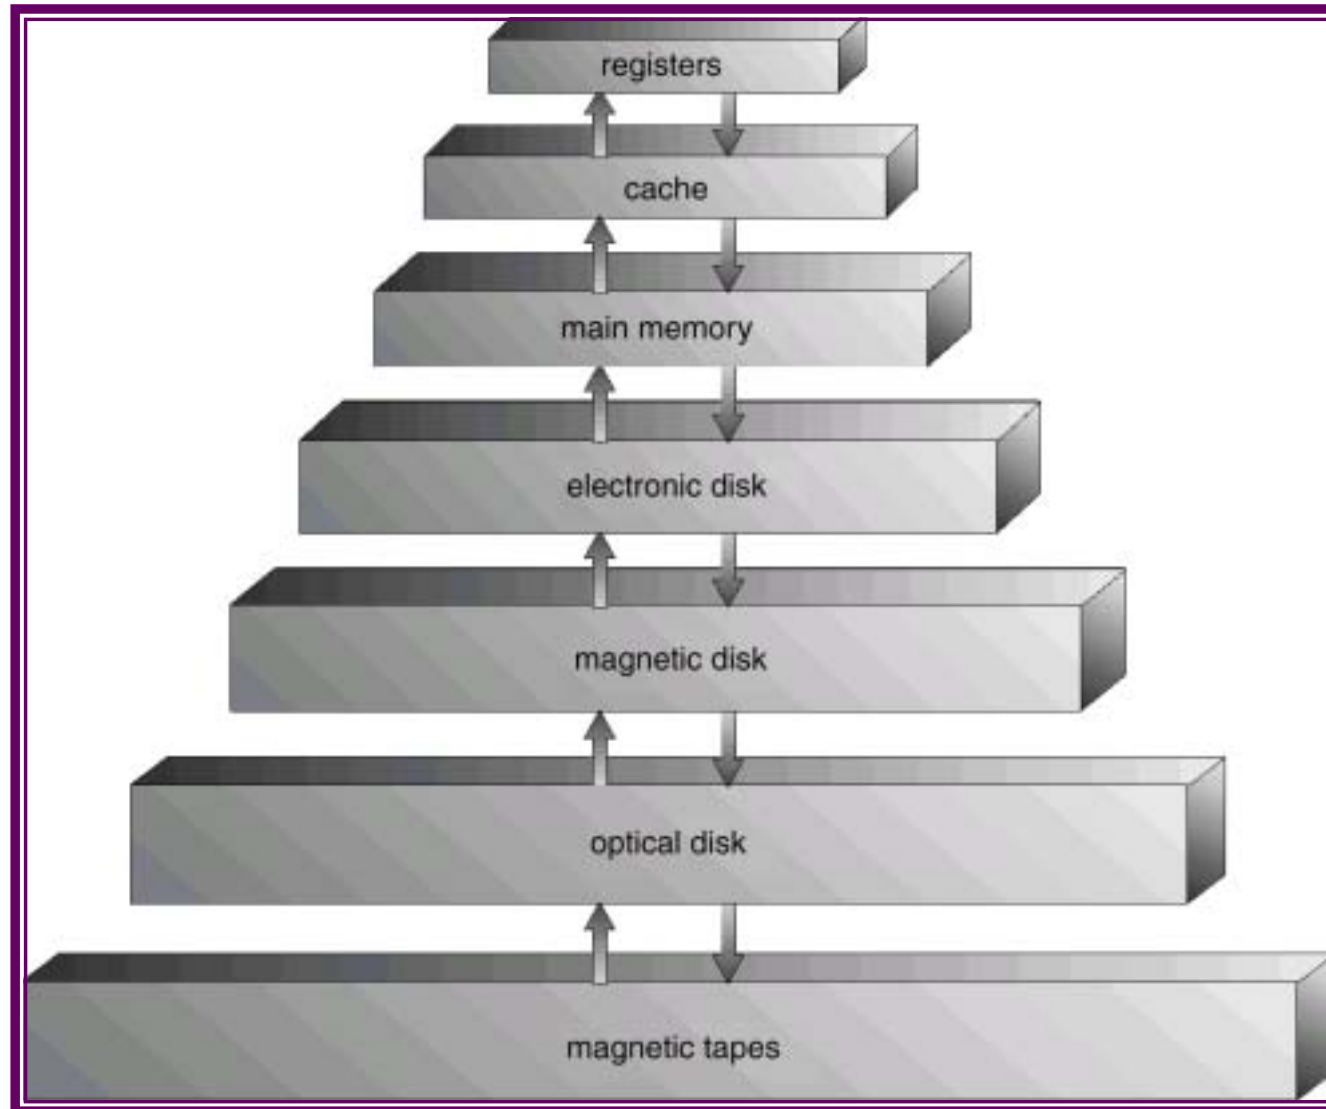 registers
cache
main memory
electronic disk
magnetic disk
optical disk
magnetic tapes